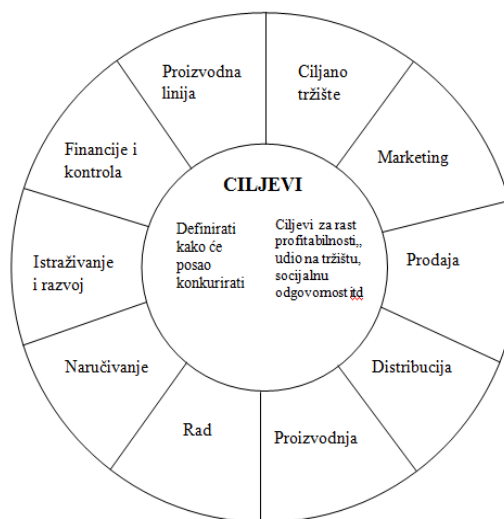 Proizvodna
linija
Ciljano
tržište
Marketing
Prodaja
Distribucija
Proizvodnja
Rad
Naručivanje
Istraživanje
i razvoj
Financije i
kontrola
CILJEVI
Definirati
kako će
posao
konkurirati
Ciljevi za rast
profitabilnosti,,
udio na tržištu,
socijalnu
odgovornost itd